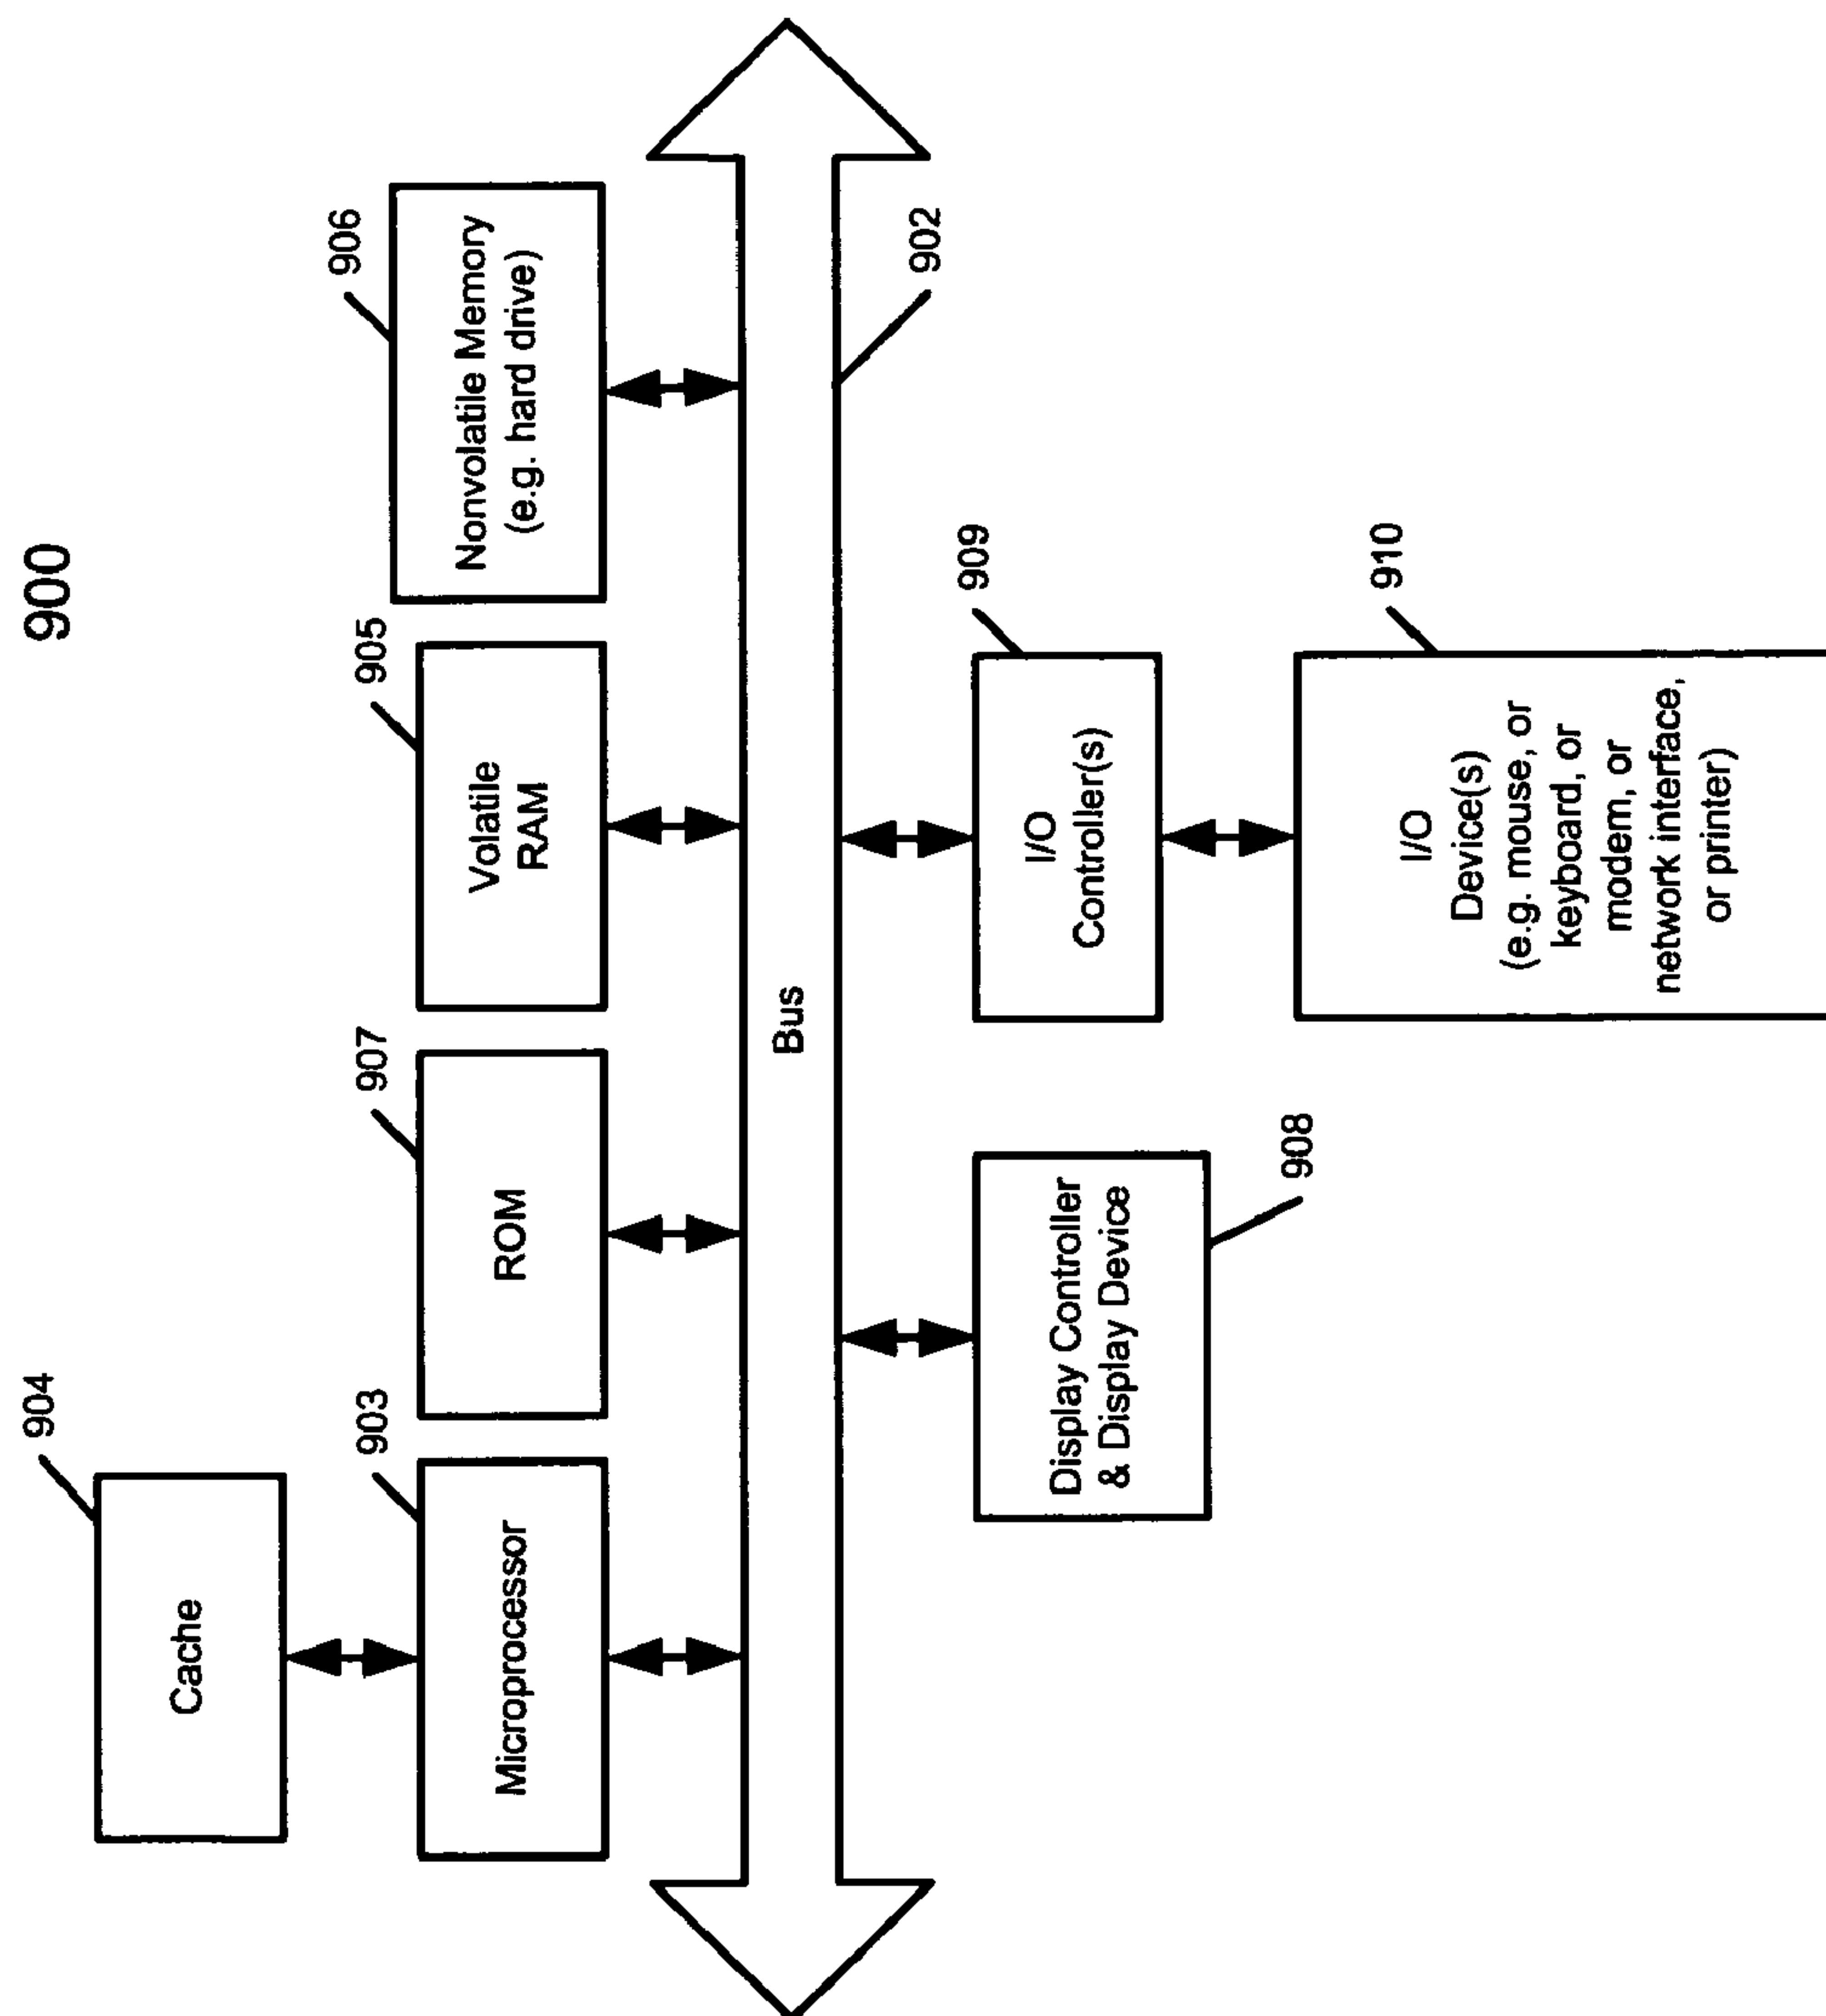 900
904
Cache
903
Microprocessor
907
ROM
905
Volatile
RAM
906
Nonvolatile Memory
(e.g. hard drive)
Bus
902
908
Display Controller
& Display Device
909
I/O
Controller(s)
910
I/O
Device(s)
(e.g. mouse, or
keyboard, or
modem, or
network interface,
or printer)